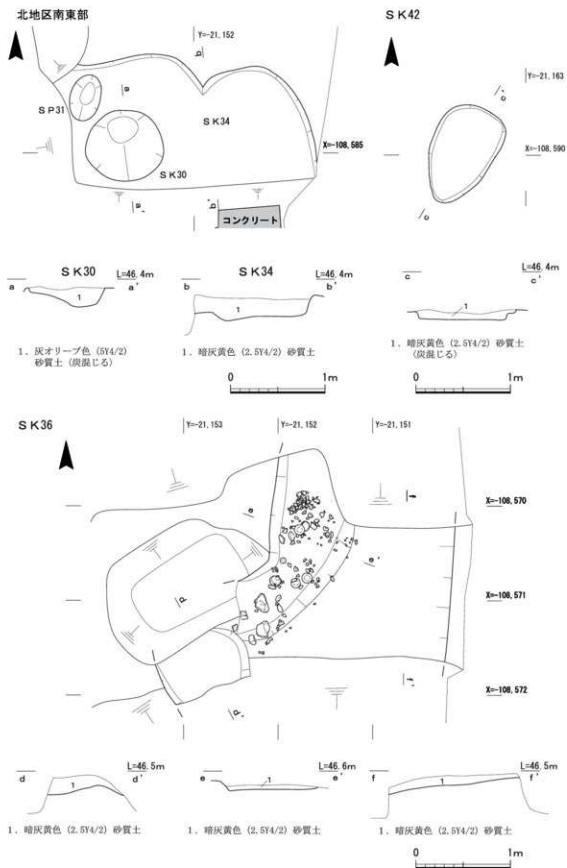 北地区南東部
Y=-21,152
b
a
SP31
SK34
SK30
X=-108,585
a'
b'
コンクリート
SK42
Y=-21,163
c'
X=-108,590
c
SK30
L=46.4m
a
a'
1
1. 灰オリーブ色 (5Y4/2)
砂質土 (炭混じる)
SK34
L=46.4m
b
b'
1
1. 暗灰黄色 (2.5Y4/2) 砂質土
0 1m
L=46.4m
c
c'
1
1. 暗灰黄色 (2.5Y4/2) 砂質土
(炭混じる)
0 1m
SK36
Y=-21,153
Y=-21,152
Y=-21,151
X=-108,570
f
e
e'
X=-108,571
d
f'
X=-108,572
d'
L=46.5m
d
d'
1
1. 暗灰黄色 (2.5Y4/2) 砂質土
L=46.6m
e
e'
1
1. 暗灰黄色 (2.5Y4/2) 砂質土
L=46.5m
f
f'
1
1. 暗灰黄色 (2.5Y4/2) 砂質土
0 1m